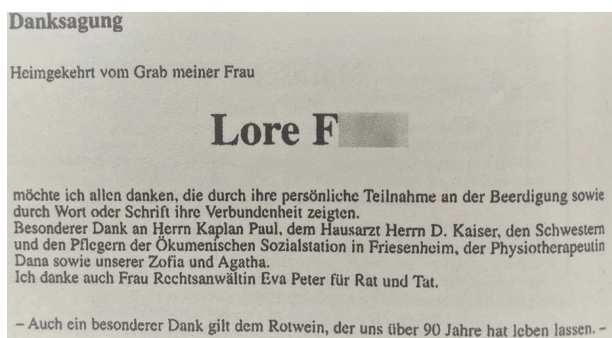 Danksagung
Heimgekehrt vom Grab meiner Frau
Lore F
möchte ich allen danken, die durch ihre persönliche Teilnahme an der Beerdigung sowie
durch Wort oder Schrift ihre Verbundenheit zeigten.
Besonderer Dank an Herrn Kaplan Paul, dem Hausarzt Herrn D. Kaiser, den Schwestern
und den Pflegern der Ökumenischen Sozialstation in Friesenheim, der Physiotherapeutin
Dana sowie unserer Zofia und Agatha.
Ich danke auch Frau Rechtsanwältin Eva Peter für Rat und Tat.
– Auch ein besonderer Dank gilt dem Rotwein, der uns über 90 Jahre hat leben lassen. –